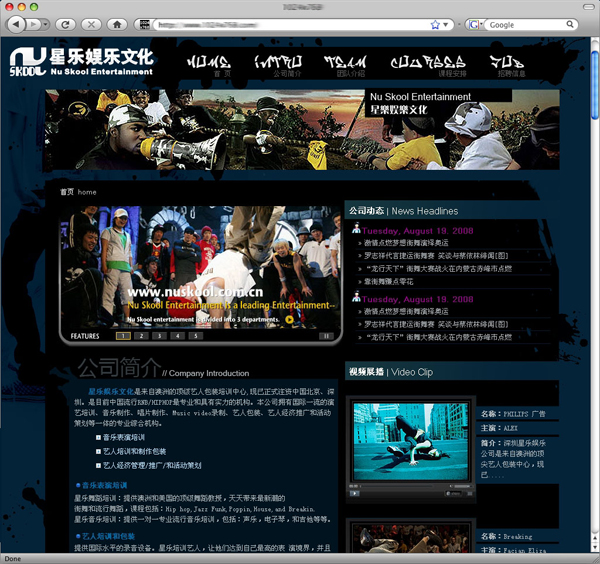 Google
星乐娱乐文化
Nu Skool Entertainment
HOME INTRO TEAM COURSES JOB
首 页 公司简介 团队介绍 课程安排 招聘信息
Nu Skool Entertainment
星樂娱樂文化
首页 home
www.nuskool.com.cn
Nu Skool Entertainment is a leading Entertainment--
Nu Skool entertainment is divided into 3 departments.
FEATURES 1 2 3 4 5
公司动态 | News Headlines
Tuesday, August 19, 2008
» 激情点燃梦想街舞演绎奥运
» 罗志祥代言捷运街舞赛 笑谈与蔡依林绯闻[图]
» “龙行天下”街舞大赛战火在内蒙古赤峰市点燃
» 靠街舞赚点零花
Tuesday, August 19, 2008
» 激情点燃梦想街舞演绎奥运
» 罗志祥代言捷运街舞赛 笑谈与蔡依林绯闻[图]
» “龙行天下”街舞大赛战火在内蒙古赤峰市点燃
公司简介 // Company Introduction
星乐娱乐文化是来自澳洲的顶级艺人包装培训中心,现已正式注资中国北京、深
圳。是目前中国流行RNB/HIPHOP最专业和具有实力的机构。本公司拥有国际一流的演
艺培训、音乐制作、唱片制作、Music video录制、艺人包装、艺人经济推广和活动
策划等一体的专业综合机构。
音乐表演培训
艺人培训和制作包装
艺人经济管理/推广/和活动策划
音乐表演培训
星乐舞蹈培训：提供澳洲和美国的顶级舞蹈教授，天天带来最新潮的
街舞和流行舞蹈，课程包括：Hip hop,Jazz Funk,Poppin,House,and Breakin.
星乐音乐培训：提供一对一专业流行音乐培训，包括：声乐，电子琴，和吉他等等。
艺人培训和包装
提供国际水平的录音设备。星乐培训艺人，让他们达到自己最高的表 演境界，并且
视频展播 | Video Clip
名称：PHILIPS 广告
主演：ALEX
简介：深圳星乐娱乐
公司是来自澳洲的顶
尖艺人包装中心，现
已.....
名称：Breaking
主演：Facian Eliza
Done